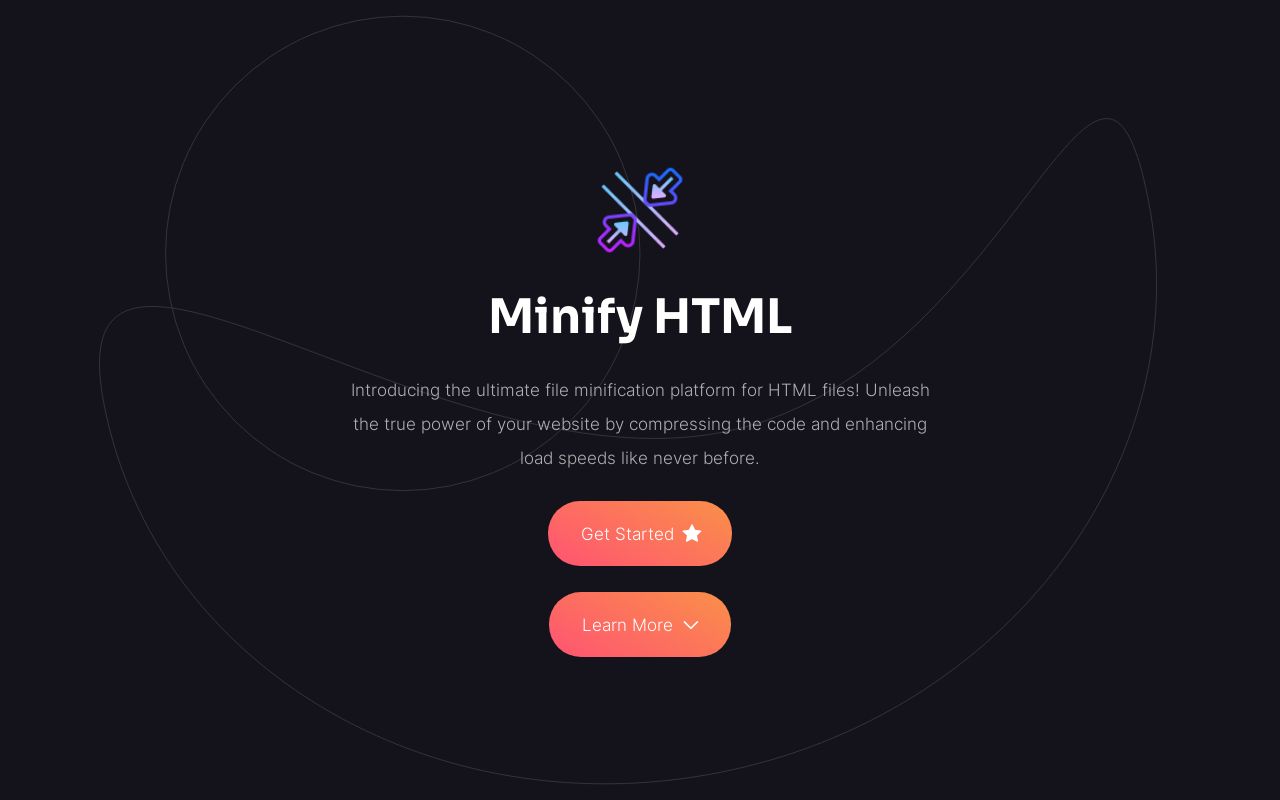 Minify HTML
Introducing the ultimate file minification platform for HTML files! Unleash
the true power of your website by compressing the code and enhancing
load speeds like never before.
Get Started
Learn More